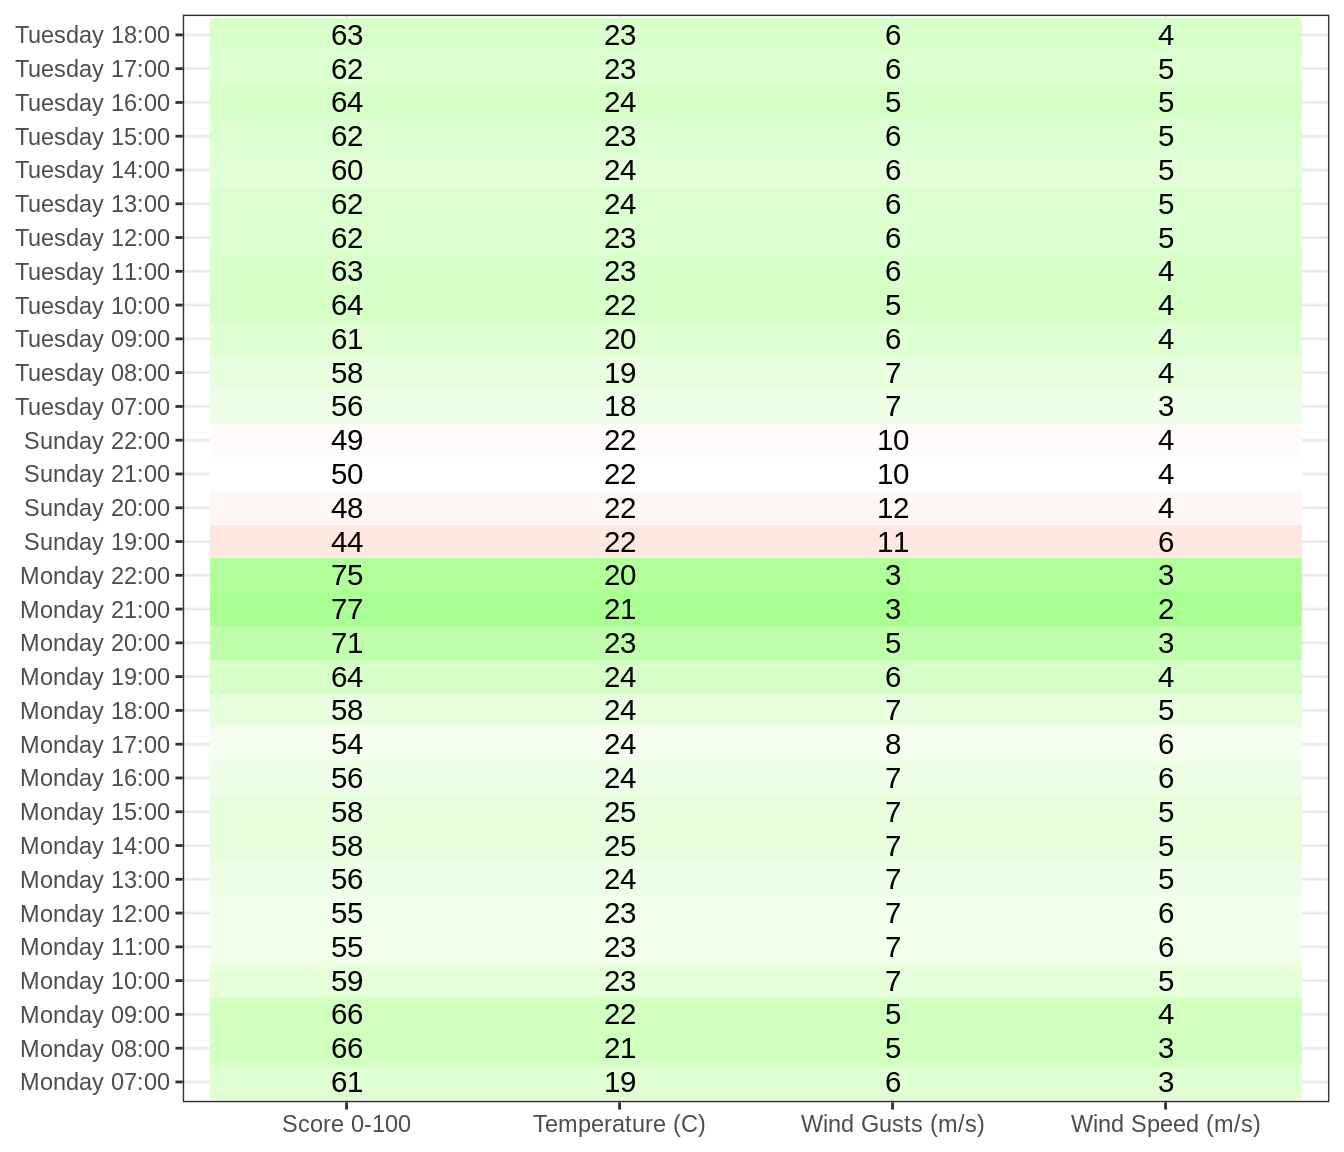 Tuesday 18:00 63 23 6 4
Tuesday 17:00 62 23 6 5
Tuesday 16:00 64 24 5 5
Tuesday 15:00 62 23 6 5
Tuesday 14:00 60 24 6 5
Tuesday 13:00 62 24 6 5
Tuesday 12:00 62 23 6 5
Tuesday 11:00 63 23 6 4
Tuesday 10:00 64 22 5 4
Tuesday 09:00 61 20 6 4
Tuesday 08:00 58 19 7 4
Tuesday 07:00 56 18 7 3
Sunday 22:00 49 22 10 4
Sunday 21:00 50 22 10 4
Sunday 20:00 48 22 12 4
Sunday 19:00 44 22 11 6
Monday 22:00 75 20 3 3
Monday 21:00 77 21 3 2
Monday 20:00 71 23 5 3
Monday 19:00 64 24 6 4
Monday 18:00 58 24 7 5
Monday 17:00 54 24 8 6
Monday 16:00 56 24 7 6
Monday 15:00 58 25 7 5
Monday 14:00 58 25 7 5
Monday 13:00 56 24 7 5
Monday 12:00 55 23 7 6
Monday 11:00 55 23 7 6
Monday 10:00 59 23 7 5
Monday 09:00 66 22 5 4
Monday 08:00 66 21 5 3
Monday 07:00 61 19 6 3
Score 0-100 Temperature (C) Wind Gusts (m/s) Wind Speed (m/s)